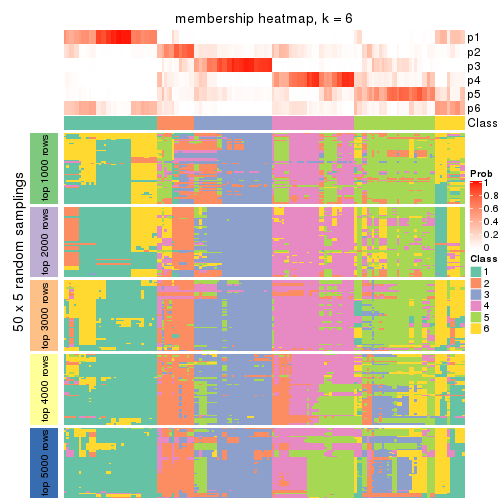 membership heatmap, k = 6
p1
p2
p3
p4
p5
p6
Class
50 x 5 random samplings
top 1000 rows
top 2000 rows
top 3000 rows
top 4000 rows
top 5000 rows
Prob
1
0.8
0.6
0.4
0.2
0
Class
1
2
3
4
5
6